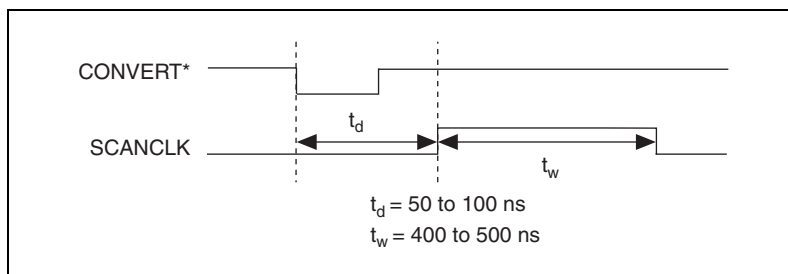 CONVERT*
t_d
SCANCLK
t_w
t_d = 50 to 100 ns
t_w = 400 to 500 ns